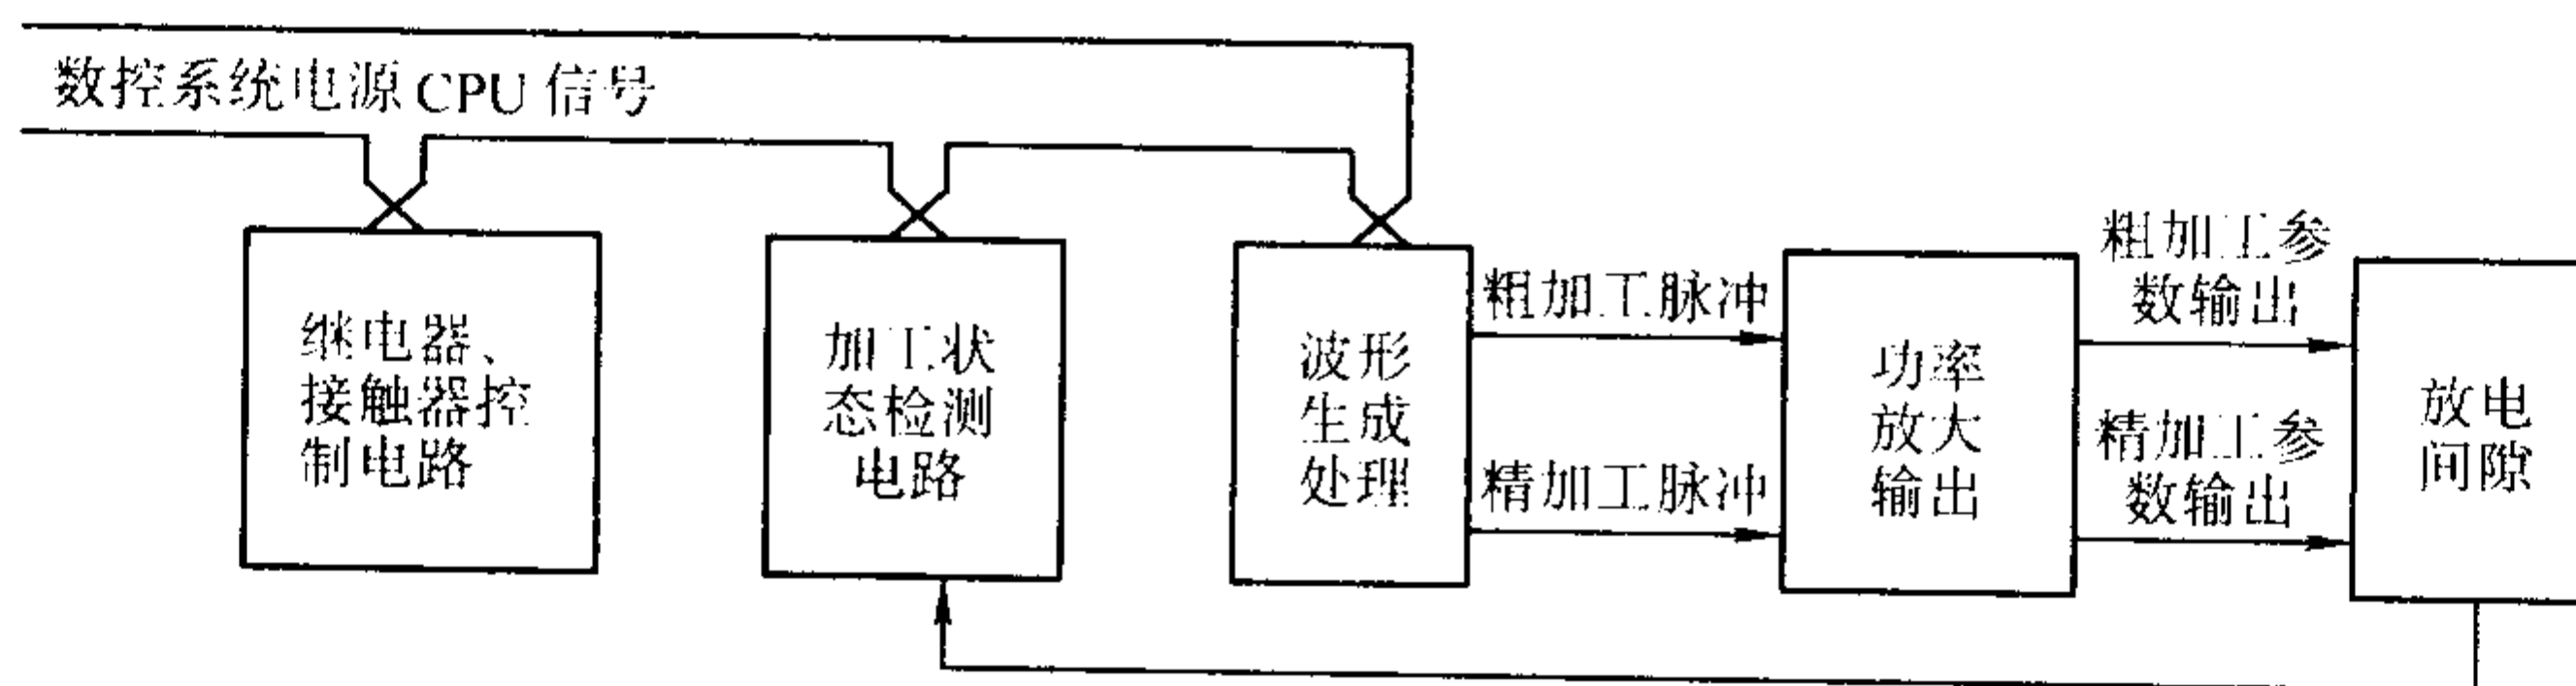 数控系统电源CPU信号
继电器、
接触器控
制电路
加工状
态检测
电路
波形
生成
处理
粗加工脉冲
精加工脉冲
功率
放大
输出
粗加工参
数输出
精加工参
数输出
放电
间隙